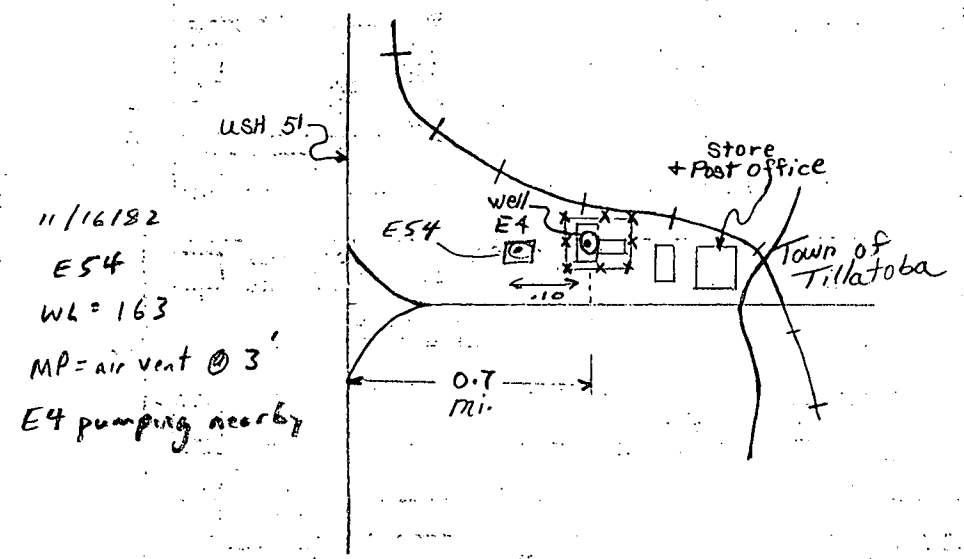 USH 51
store
+ Post office
well
E4
E54
Town of
Tillatoba
.10
0.7
mi.
11/16/82
E54
WL = 163
MP = air vent @ 3'
E4 pumping nearby